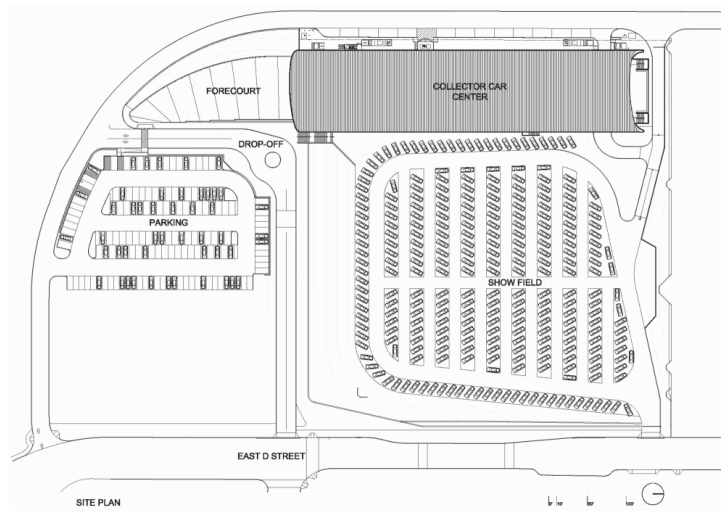 FORECOURT
COLLECTOR CAR
CENTER
DROP-OFF
PARKING
SHOW FIELD
EAST D STREET
SITE PLAN